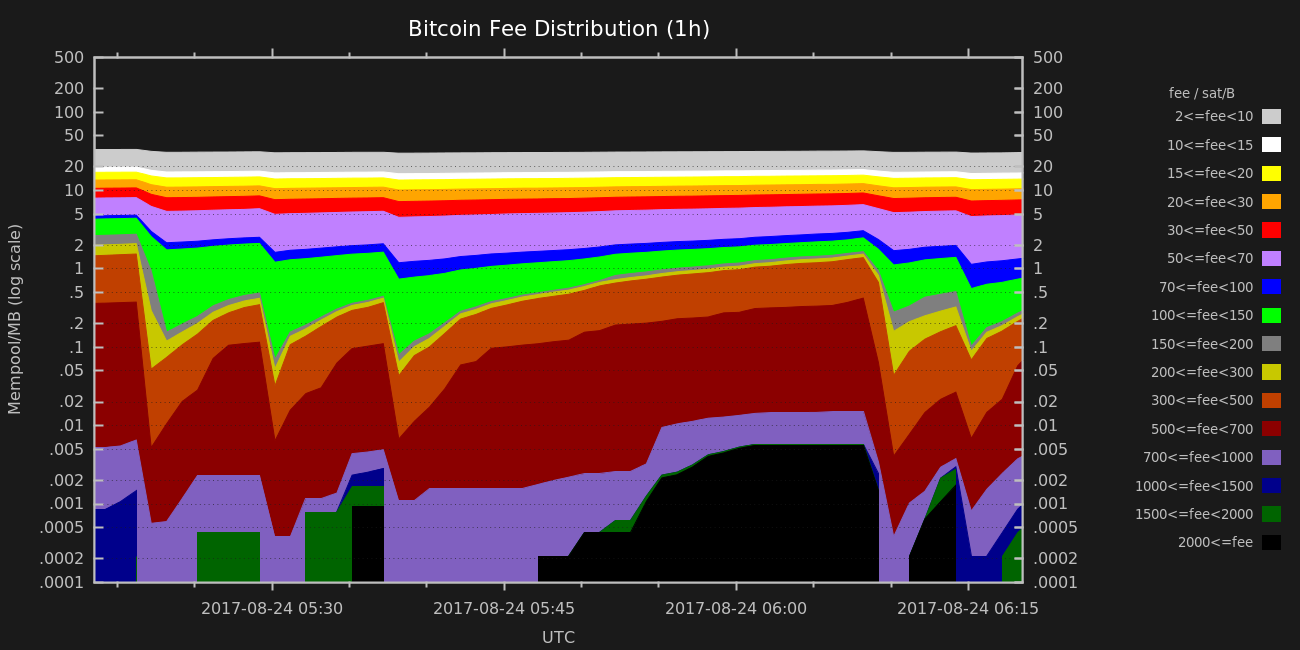 Bitcoin Fee Distribution (1h)
500 500
200 200
100 100
50 50
20 20
10 10
5 5
2 2
1 1
.5 .5
.2 .2
.1 .1
.05 .05
.02 .02
.01 .01
.005 .005
.002 .002
.001 .001
.0005 .0005
.0002 .0002
.0001 .0001
Mempool/MB (log scale)
2017-08-24 05:30 2017-08-24 05:45 2017-08-24 06:00 2017-08-24 06:15
UTC
fee / sat/B
2<=fee<10
10<=fee<15
15<=fee<20
20<=fee<30
30<=fee<50
50<=fee<70
70<=fee<100
100<=fee<150
150<=fee<200
200<=fee<300
300<=fee<500
500<=fee<700
700<=fee<1000
1000<=fee<1500
1500<=fee<2000
2000<=fee